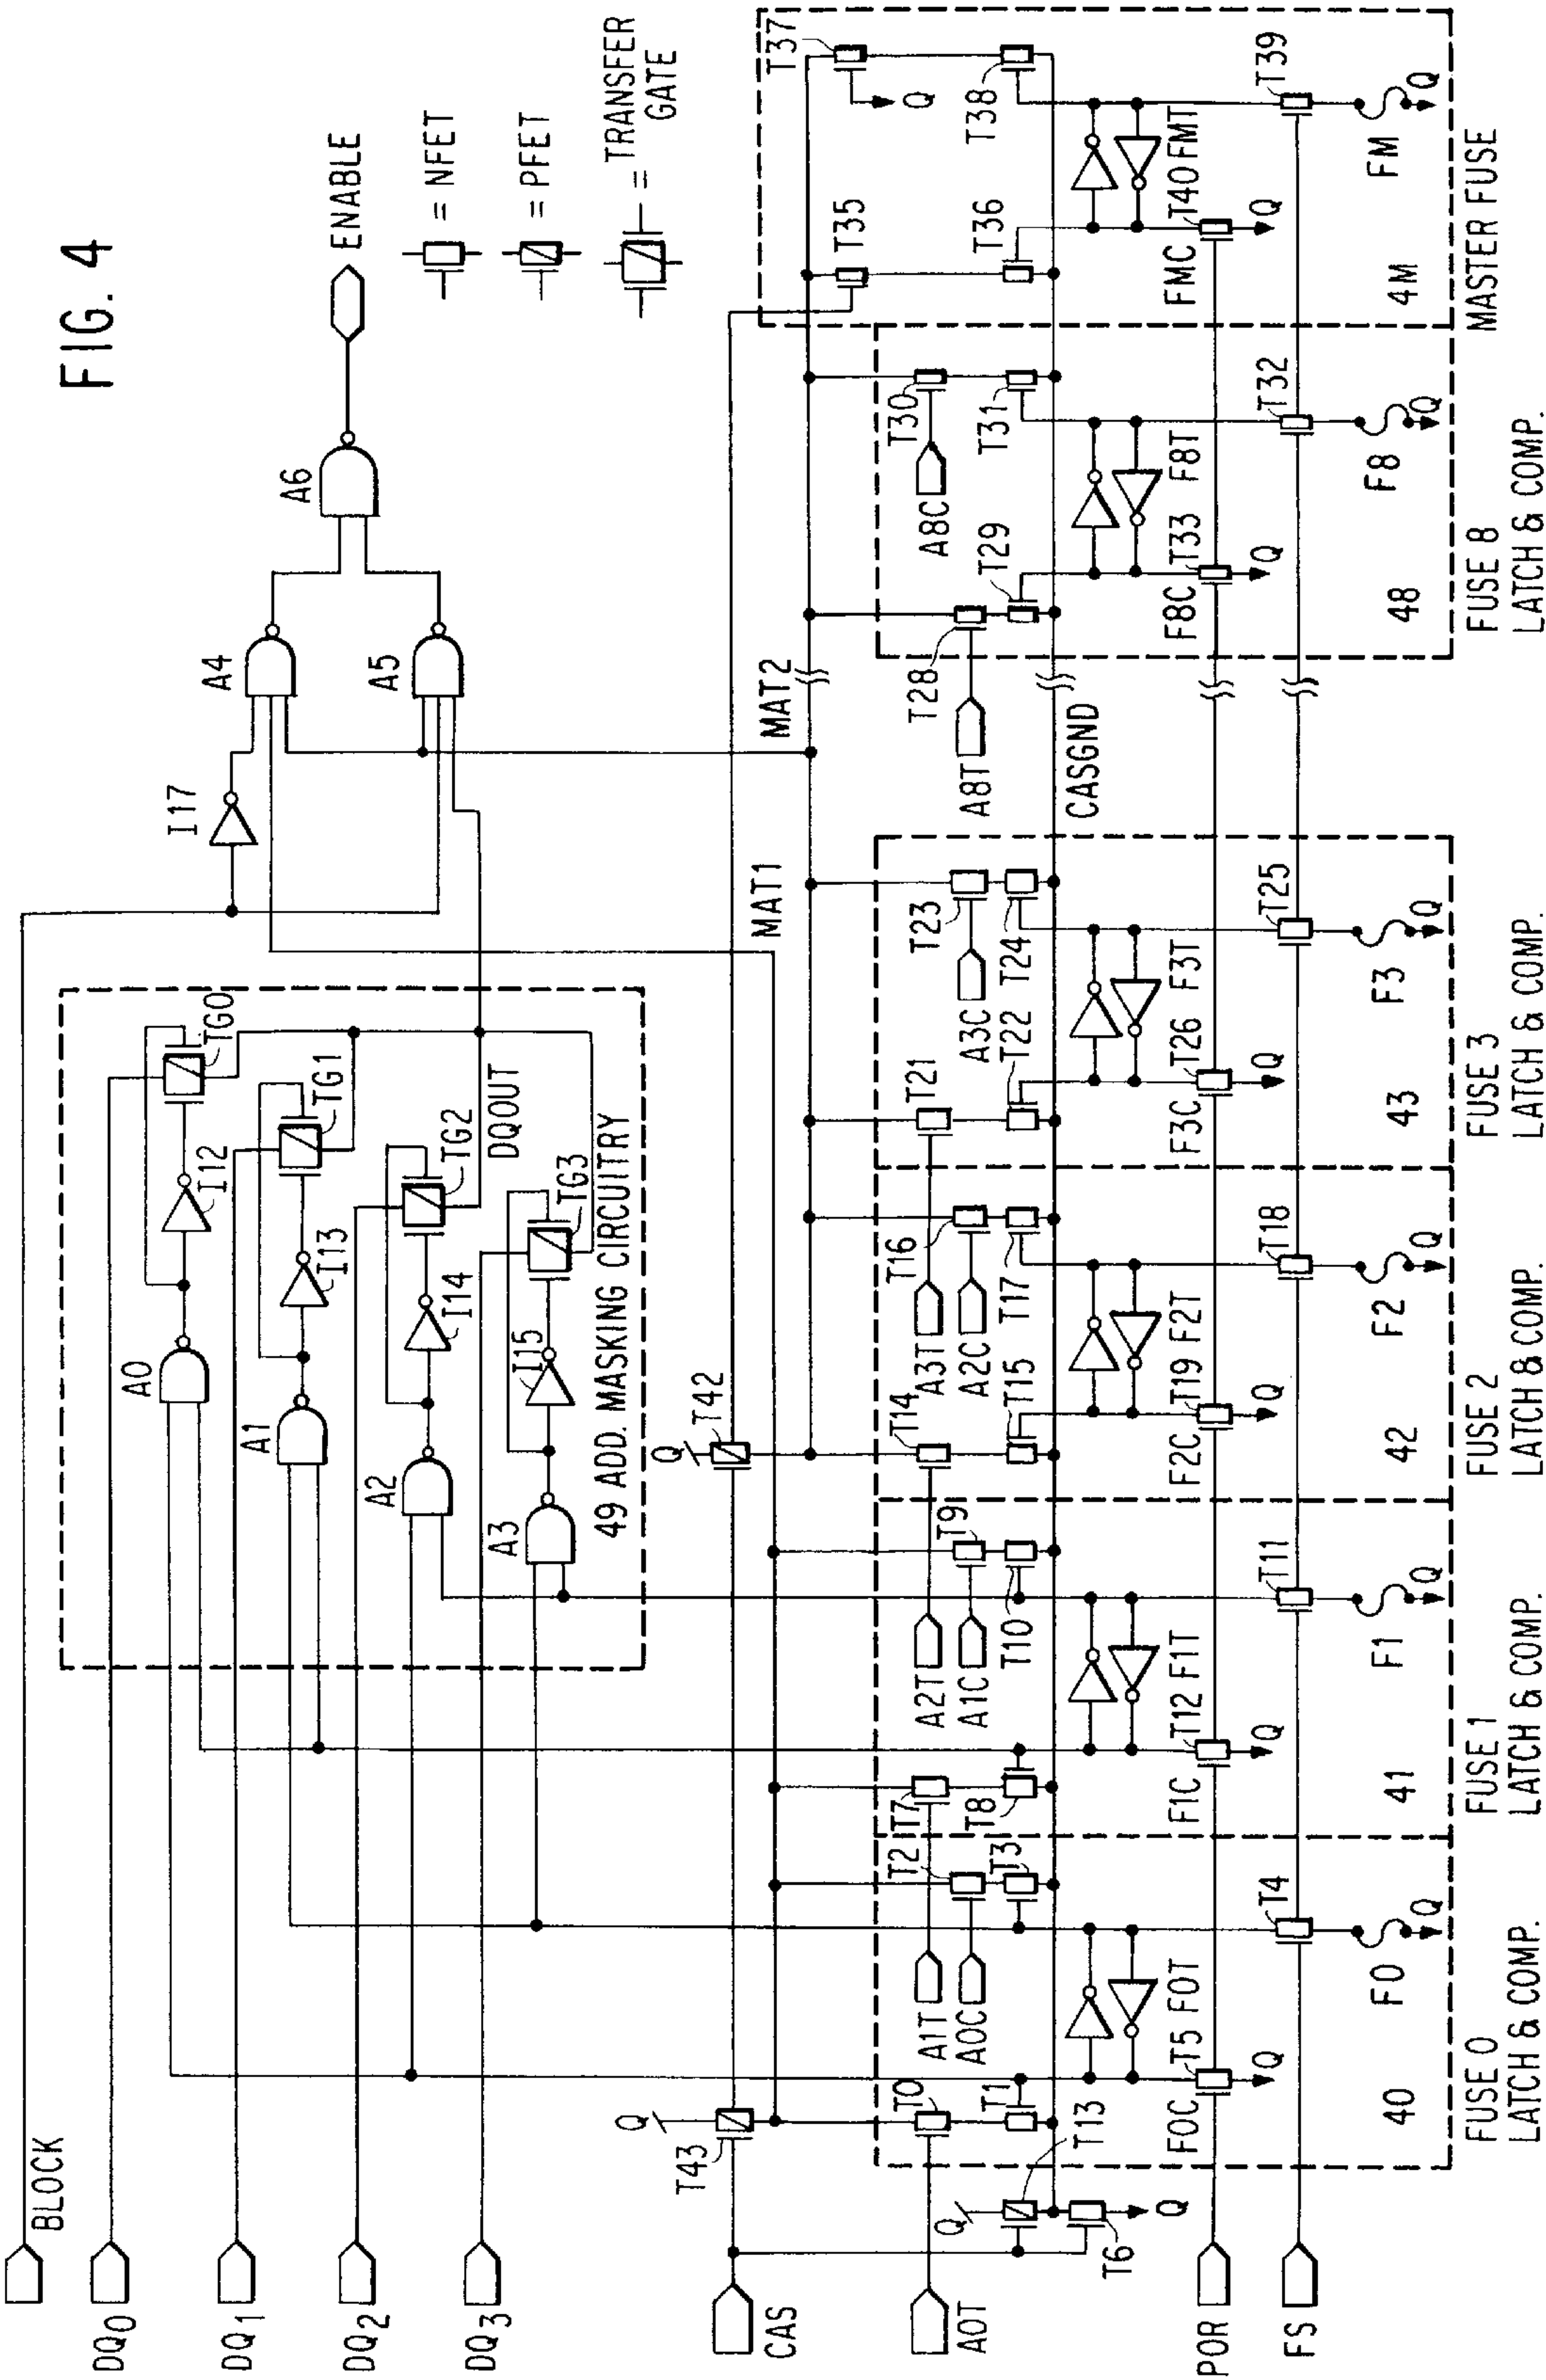 FIG. 4
BLOCK
DQ0
DQ1
DQ2
DQ3
CAS
A0T
POR
FS
A0
A1
A2
A3
I12
I13
I14
I15
TG0
TG1
TG2
TG3
DQOUT
49 ADD. MASKING CIRCUITRY
I17
A4
A5
A6
ENABLE
= NFET
= PFET
= TRANSFER
GATE
MAT1
MAT2
CASGND
Q
T43
Q
T42
Q
T13
T6
Q
T0
T1
A1T
A0C
T2
T3
F0C
T5
F0T
T4
Q
F0
Q
40
FUSE 0
LATCH & COMP.
T7
T8
A2T
A1C
T9
T10
F1C
T12
F1T
T11
Q
F1
Q
41
FUSE 1
LATCH & COMP.
T14
T15
A3T
A2C
T16
T17
F2C
T19
F2T
T18
Q
F2
Q
42
FUSE 2
LATCH & COMP.
T21
T22
A3C
T23
T24
F3C
T26
F3T
T25
Q
F3
Q
43
FUSE 3
LATCH & COMP.
A8T
T28
T29
A8C
T30
T31
F8C
T33
F8T
T32
Q
F8
Q
48
FUSE 8
LATCH & COMP.
T35
T36
T37
Q
T38
FMC
T40
FMT
T39
Q
FM
Q
4M
MASTER FUSE